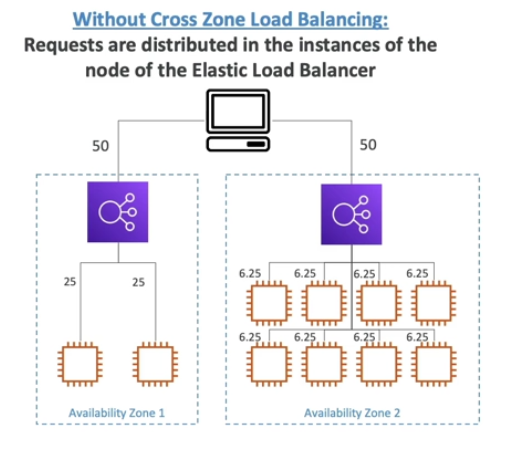 Without Cross Zone Load Balancing:
Requests are distributed in the instances of the
node of the Elastic Load Balancer
50
50
25
25
6.25
6.25
6.25
6.25
6.25
6.25
6.25
6.25
Availability Zone 1
Availability Zone 2